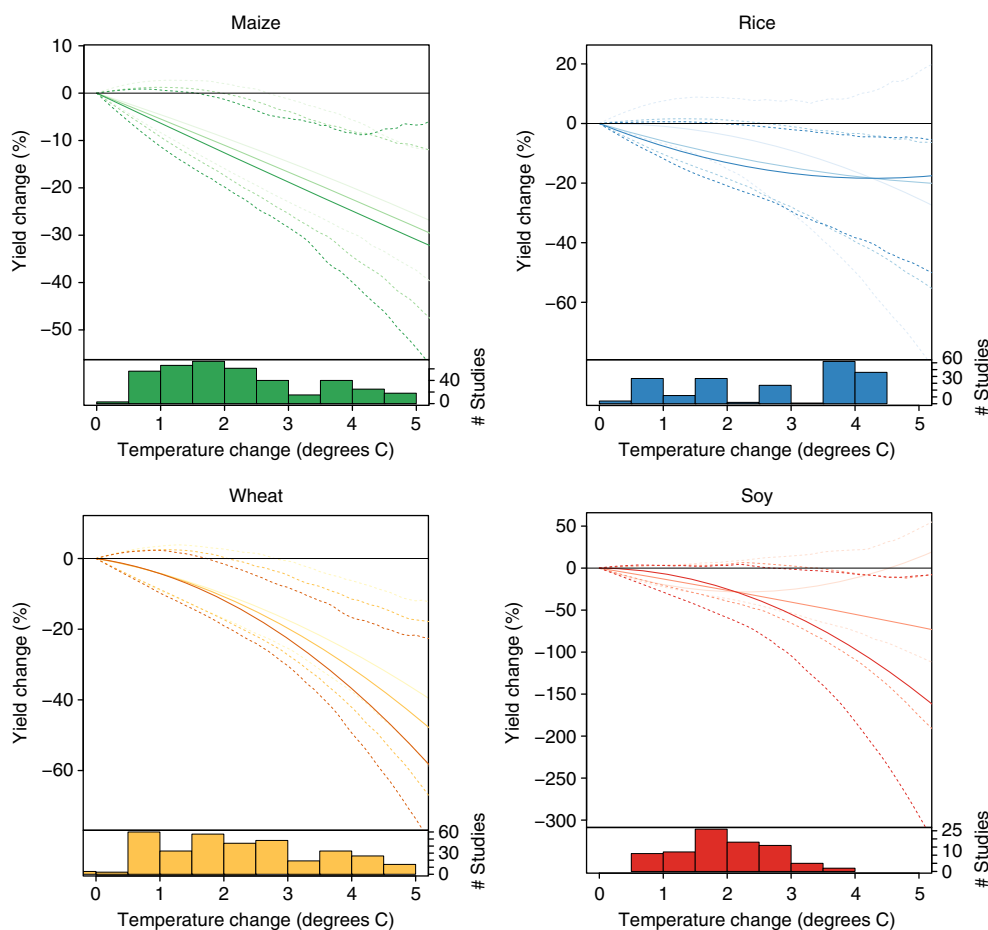 Maize
10
0
−10
−20
−30
−40
−50
Yield change (%)
40
0
# Studies
0 1 2 3 4 5
Temperature change (degrees C)
Rice
20
0
−20
−40
−60
Yield change (%)
60
30
0
# Studies
0 1 2 3 4 5
Temperature change (degrees C)
Wheat
0
−20
−40
−60
Yield change (%)
60
30
0
# Studies
0 1 2 3 4 5
Temperature change (degrees C)
Soy
50
0
−50
−100
−150
−200
−250
−300
Yield change (%)
25
10
0
# Studies
0 1 2 3 4 5
Temperature change (degrees C)